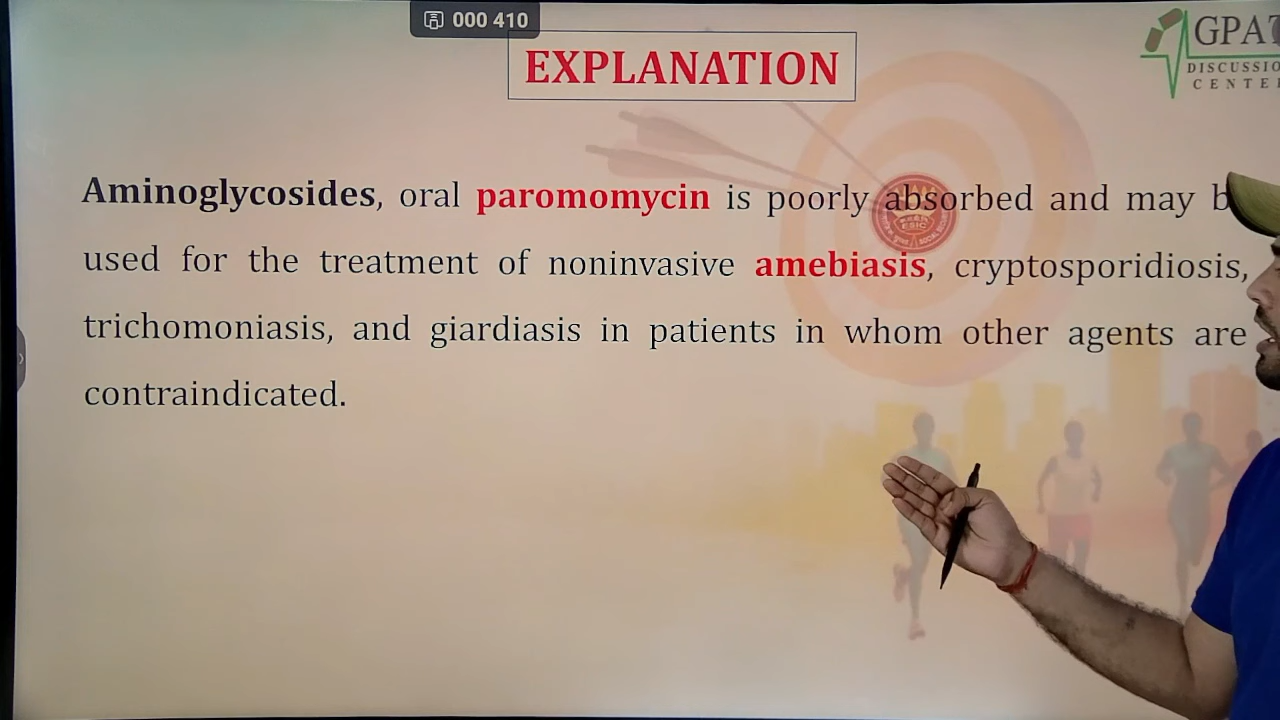 000 410
EXPLANATION
GPAT
DISCUSSIO
CENTE
Aminoglycosides, oral paromomycin is poorly absorbed and may b
used for the treatment of noninvasive amebiasis, cryptosporidiosis,
trichomoniasis, and giardiasis in patients in whom other agents are
contraindicated.
ESIC